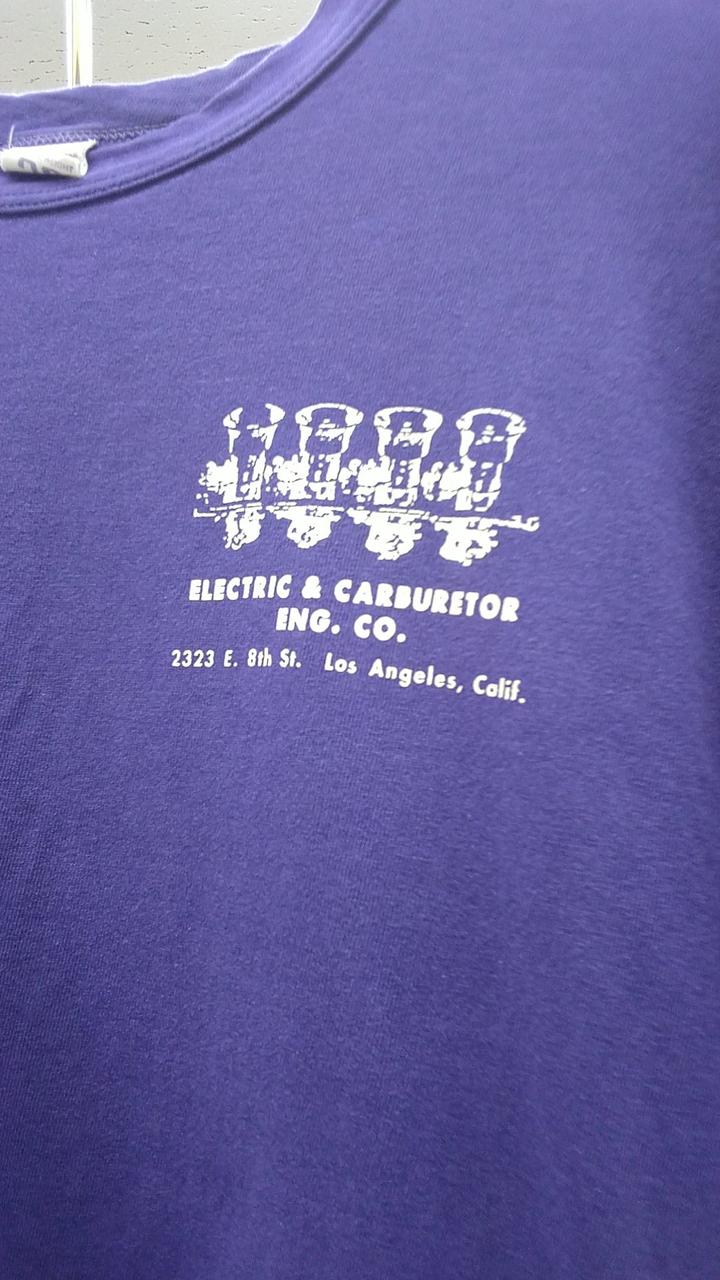 ELECTRIC & CARBURETOR
ENG. CO.
2323 E. 8th St. Los Angeles, Calif.